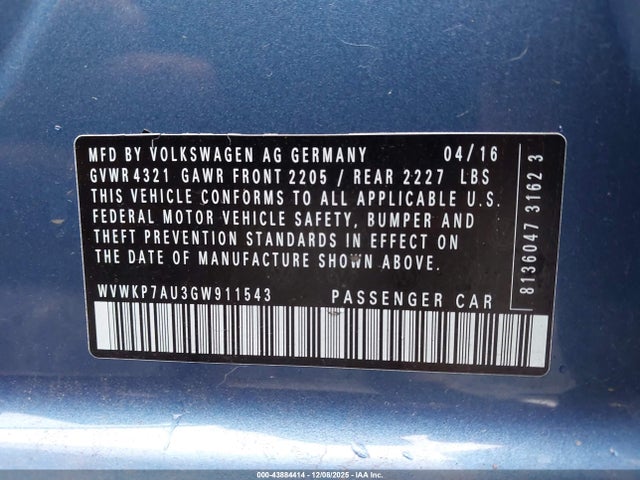 MFD BY VOLKSWAGEN AG GERMANY 04/16
GVWR 4321 GAWR FRONT 2205 / REAR 2227 LBS
THIS VEHICLE CONFORMS TO ALL APPLICABLE U.S.
FEDERAL MOTOR VEHICLE SAFETY, BUMPER AND
THEFT PREVENTION STANDARDS IN EFFECT ON
THE DATE OF MANUFACTURE SHOWN ABOVE.
WVWKP7AU3GW911543 PASSENGER CAR
8136047 3162 3
000-43884414 | 12/08/2025 | IAA Inc.